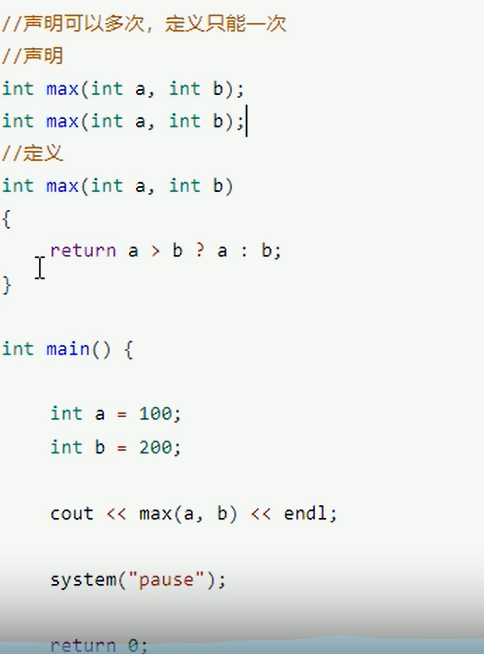 //声明可以多次，定义只能一次
//声明
int max(int a, int b);
int max(int a, int b);
//定义
int max(int a, int b)
{
return a > b ? a : b;
}
int main() {
int a = 100;
int b = 200;
cout << max(a, b) << endl;
system("pause");
return 0;